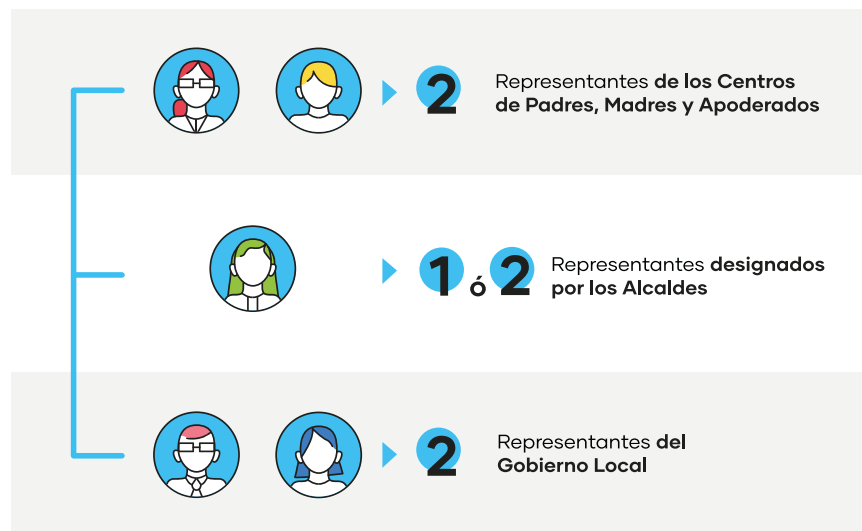 2
Representantes de los Centros
de Padres, Madres y Apoderados
1 ó 2
Representantes designados
por los Alcaldes
2
Representantes del
Gobierno Local